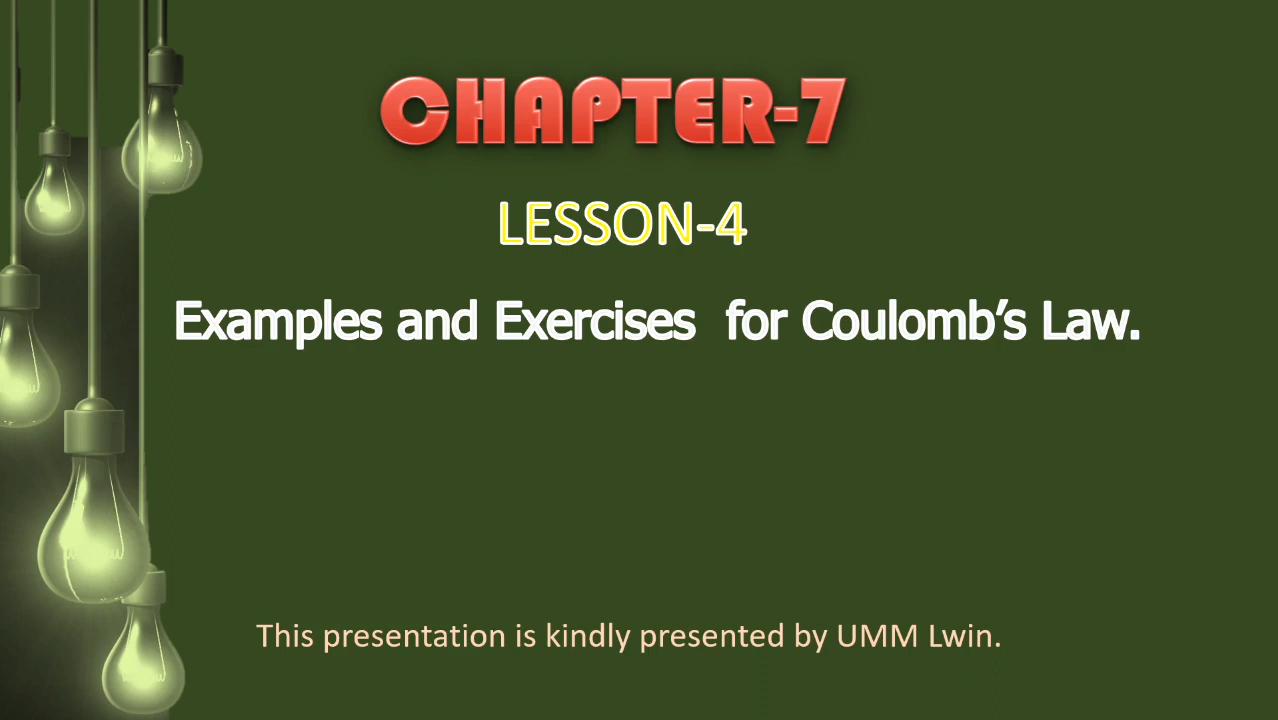 CHAPTER-7
LESSON-4
Examples and Exercises for Coulomb’s Law.
This presentation is kindly presented by UMM Lwin.